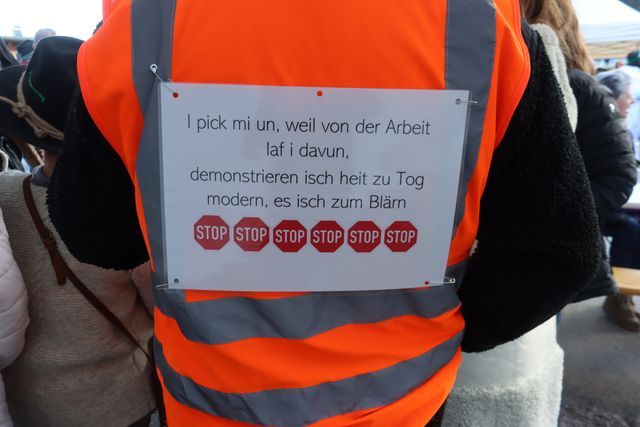 I pick mi un, weil von der Arbeit
laf i davun,
demonstrieren isch heit zu Tog
modern, es isch zum Blärn
STOP STOP STOP STOP STOP STOP